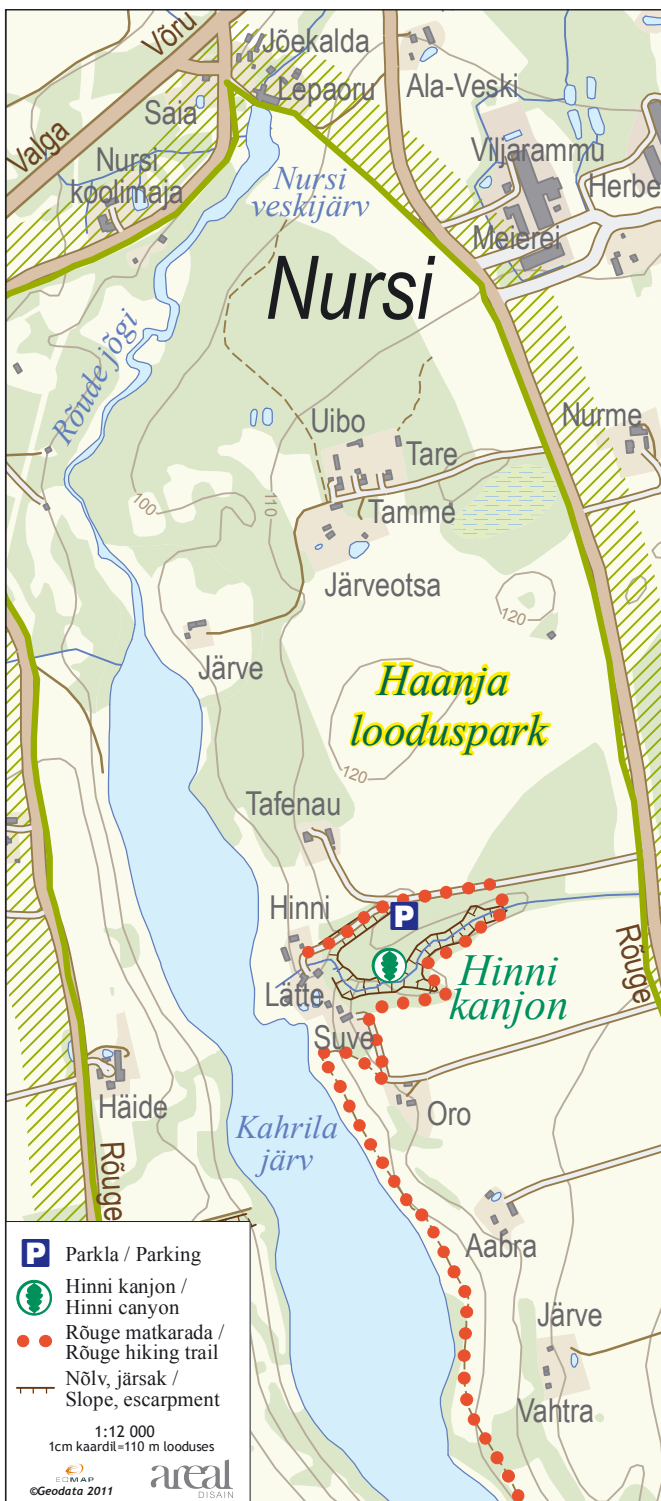 Võru
Jõekalda
Lepaoru
Ala-Veski
Saia
Valga
Nursi
koolimaja
Nursi
veskijärv
Viljarammu
Herbe
Meierei
Nursi
Rõude jõgi
Uibo
Tare
Nurme
100
110
Tamme
Järveotsa
120
Järve
Haanja
looduspark
120
Tafenau
P
Hinni
Rõuge
Hinni
kanjon
Lätte
Suve
Häide
Oro
Kahrila
järv
Rõuge
Aabra
Järve
Vahtra
P Parkla / Parking
Hinni kanjon /
Hinni canyon
Rõuge matkarada /
Rõuge hiking trail
Nõlv, järsak /
Slope, escarpment
1:12 000
1cm kaardil=110 m looduses
EOMAP
©Geodata 2011
areal
DISAIN